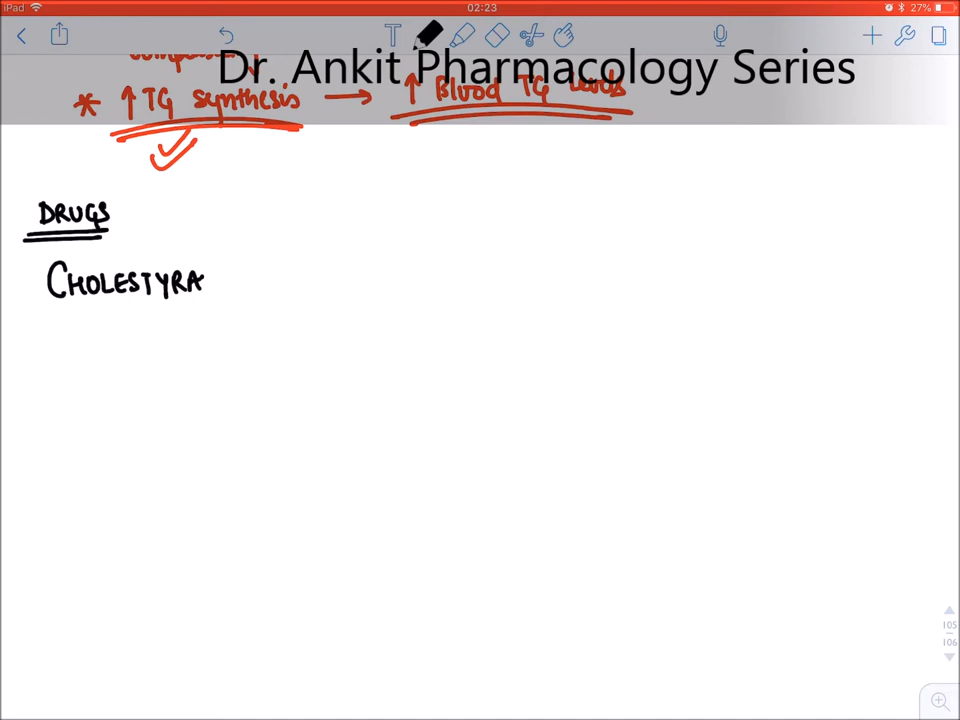 iPad 02:23 27%
Dr. Ankit Pharmacology Series
* ↑ TG synthesis → ↑ Blood TG levels
DRUGS
CHOLESTYRA
105
106